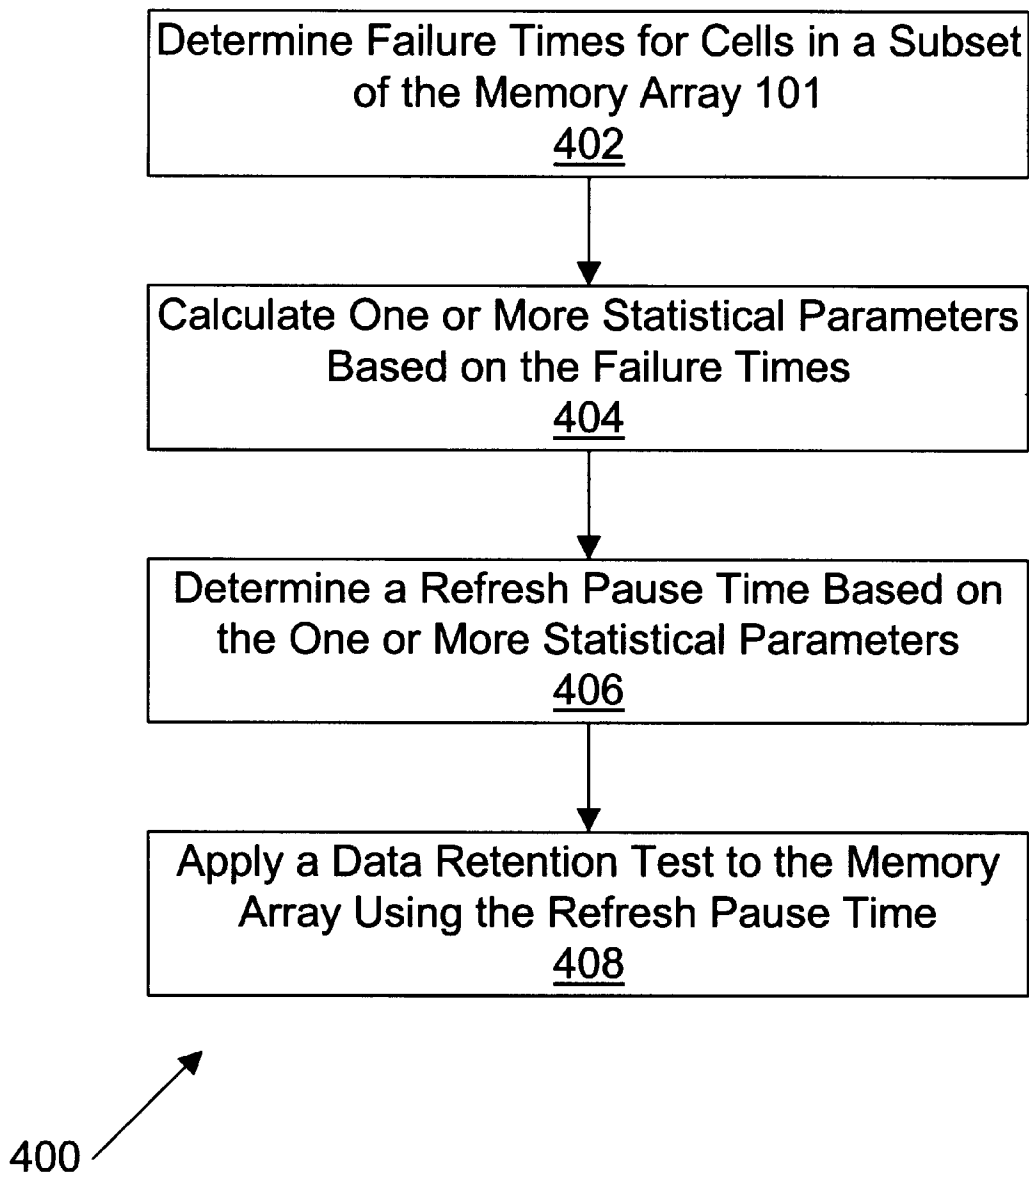 Determine Failure Times for Cells in a Subset
of the Memory Array 101
402
Calculate One or More Statistical Parameters
Based on the Failure Times
404
Determine a Refresh Pause Time Based on
the One or More Statistical Parameters
406
Apply a Data Retention Test to the Memory
Array Using the Refresh Pause Time
408
400